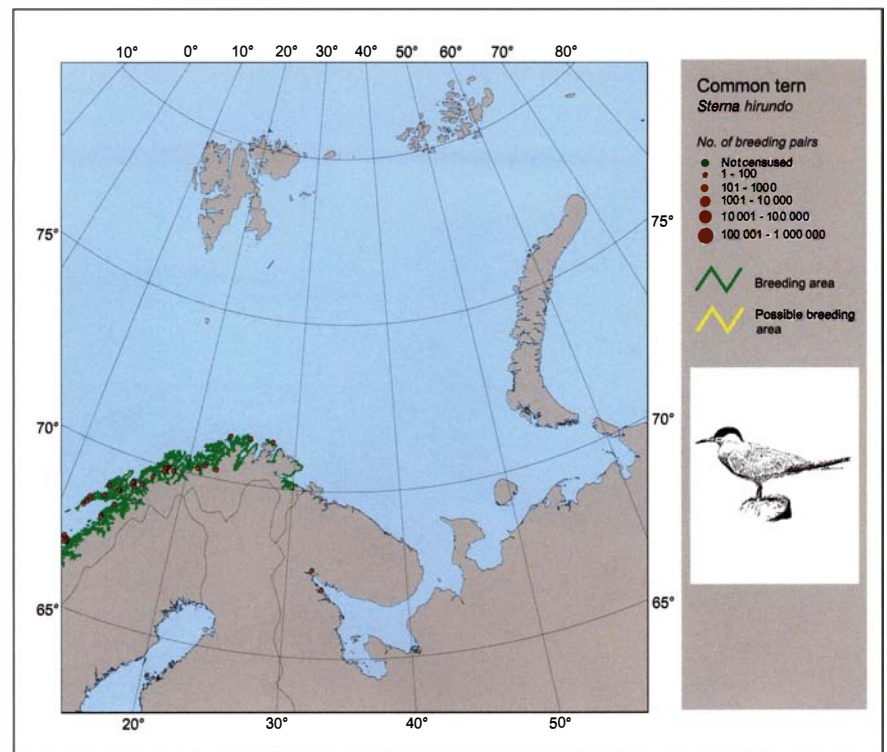 10° 0° 10° 20° 30° 40° 50° 60° 70° 80°
75° 75°
70° 70°
65° 65°
20° 30° 40° 50°
Common tern
Sterna hirundo
No. of breeding pairs
Not censused
1 - 100
101 - 1000
1001 - 10 000
10 001 - 100 000
100 001 - 1 000 000
Breeding area
Possible breeding
area